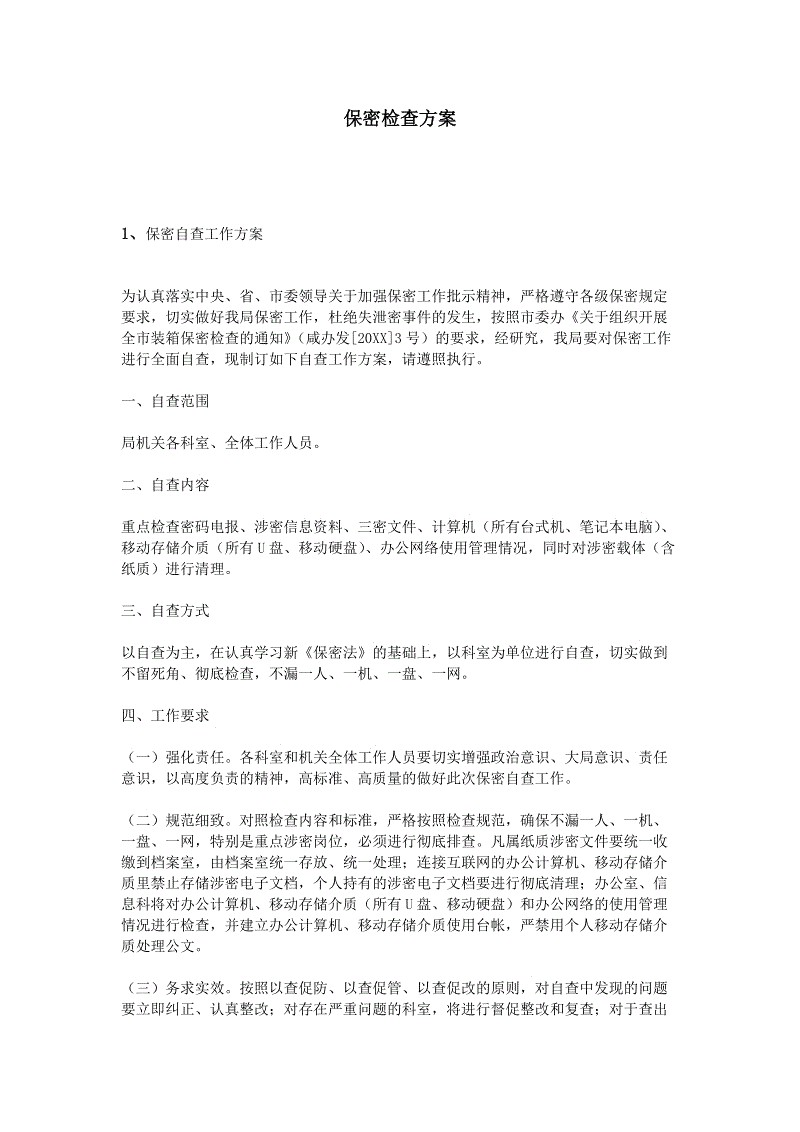 保密检查方案
1、保密自查工作方案
为认真落实中央、省、市委领导关于加强保密工作批示精神，严格遵守各级保密规定
要求，切实做好我局保密工作，杜绝失泄密事件的发生，按照市委办《关于组织开展
全市装箱保密检查的通知》（咸办发[20XX]3 号）的要求，经研究，我局要对保密工作
进行全面自查，现制订如下自查工作方案，请遵照执行。
一、自查范围
局机关各科室、全体工作人员。
二、自查内容
重点检查密码电报、涉密信息资料、三密文件、计算机（所有台式机、笔记本电脑）、
移动存储介质（所有 U 盘、移动硬盘）、办公网络使用管理情况，同时对涉密载体（含
纸质）进行清理。
三、自查方式
以自查为主，在认真学习新《保密法》的基础上，以科室为单位进行自查，切实做到
不留死角、彻底检查，不漏一人、一机、一盘、一网。
四、工作要求
（一）强化责任。各科室和机关全体工作人员要切实增强政治意识、大局意识、责任
意识，以高度负责的精神，高标准、高质量的做好此次保密自查工作。
（二）规范细致。对照检查内容和标准，严格按照检查规范，确保不漏一人、一机、
一盘、一网，特别是重点涉密岗位，必须进行彻底排查。凡属纸质涉密文件要统一收
缴到档案室，由档案室统一存放、统一处理；连接互联网的办公计算机、移动存储介
质里禁止存储涉密电子文档，个人持有的涉密电子文档要进行彻底清理；办公室、信
息科将对办公计算机、移动存储介质（所有 U 盘、移动硬盘）和办公网络的使用管理
情况进行检查，并建立办公计算机、移动存储介质使用台帐，严禁用个人移动存储介
质处理公文。
（三）务求实效。按照以查促防、以查促管、以查促改的原则，对自查中发现的问题
要立即纠正、认真整改；对存在严重问题的科室，将进行督促整改和复查；对于查出